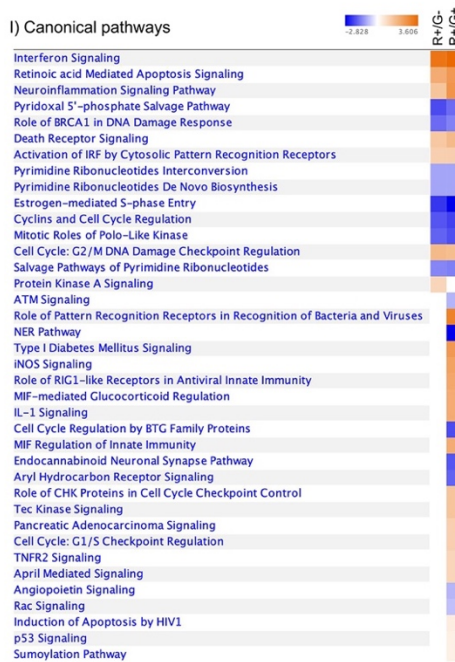 I) Canonical pathways
-2.828 3.606
R+/G-
R+/G+
Interferon Signaling
Retinoic acid Mediated Apoptosis Signaling
Neuroinflammation Signaling Pathway
Pyridoxal 5'-phosphate Salvage Pathway
Role of BRCA1 in DNA Damage Response
Death Receptor Signaling
Activation of IRF by Cytosolic Pattern Recognition Receptors
Pyrimidine Ribonucleotides Interconversion
Pyrimidine Ribonucleotides De Novo Biosynthesis
Estrogen-mediated S-phase Entry
Cyclins and Cell Cycle Regulation
Mitotic Roles of Polo-Like Kinase
Cell Cycle: G2/M DNA Damage Checkpoint Regulation
Salvage Pathways of Pyrimidine Ribonucleotides
Protein Kinase A Signaling
ATM Signaling
Role of Pattern Recognition Receptors in Recognition of Bacteria and Viruses
NER Pathway
Type I Diabetes Mellitus Signaling
iNOS Signaling
Role of RIG1-like Receptors in Antiviral Innate Immunity
MIF-mediated Glucocorticoid Regulation
IL-1 Signaling
Cell Cycle Regulation by BTG Family Proteins
MIF Regulation of Innate Immunity
Endocannabinoid Neuronal Synapse Pathway
Aryl Hydrocarbon Receptor Signaling
Role of CHK Proteins in Cell Cycle Checkpoint Control
Tec Kinase Signaling
Pancreatic Adenocarcinoma Signaling
Cell Cycle: G1/S Checkpoint Regulation
TNFR2 Signaling
April Mediated Signaling
Angiopoietin Signaling
Rac Signaling
Induction of Apoptosis by HIV1
p53 Signaling
Sumoylation Pathway